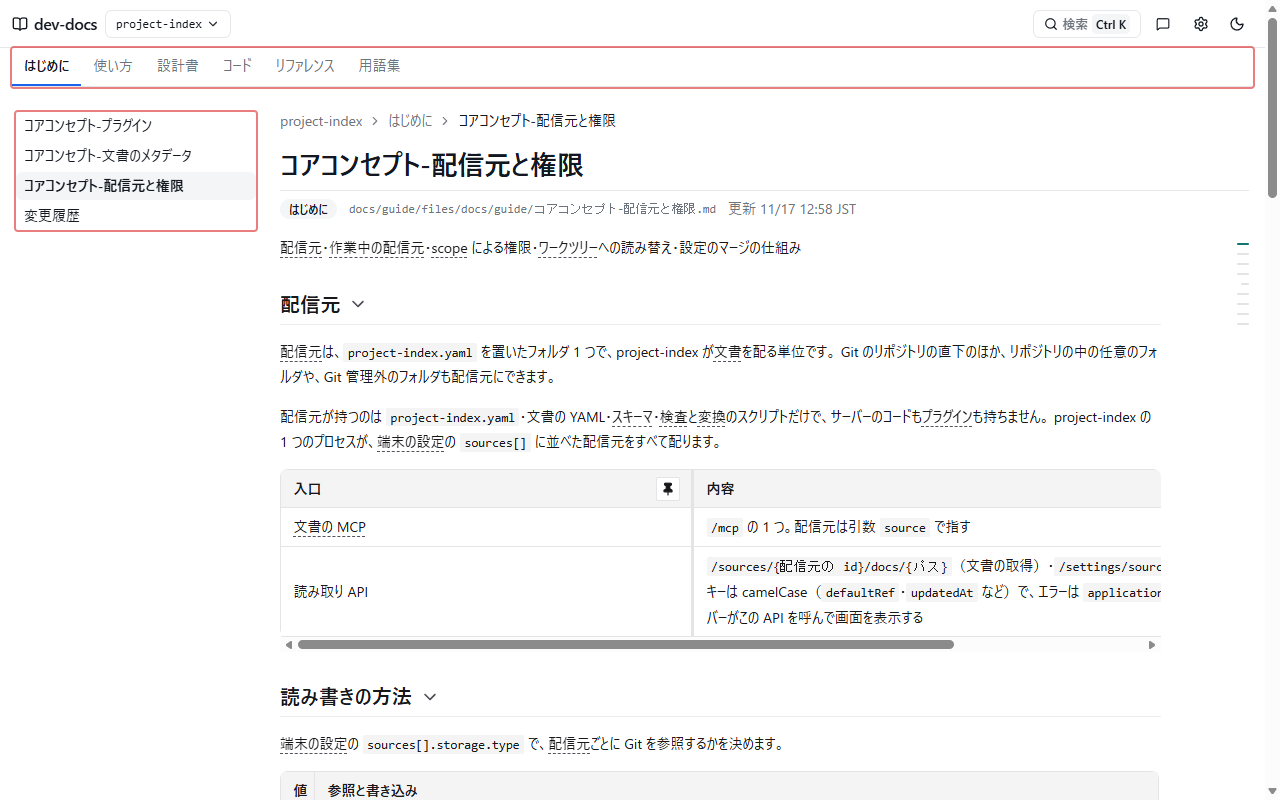 dev-docs project-index 検索 Ctrl K
はじめに 使い方 設計書 コード リファレンス 用語集
コアコンセプト-プラグイン
コアコンセプト-文書のメタデータ
コアコンセプト-配信元と権限
変更履歴
project-index > はじめに > コアコンセプト-配信元と権限
コアコンセプト-配信元と権限
はじめに docs/guide/files/docs/guide/コアコンセプト-配信元と権限.md 更新 11/17 12:58 JST
配信元・作業中の配信元・scope による権限・ワークツリーへの読み替え・設定のマージの仕組み
配信元
配信元は、project-index.yaml を置いたフォルダ 1 つで、project-index が文書を配る単位です。Git のリポジトリの直下のほか、リポジトリの中の任意のフォ
ルダや、Git 管理外のフォルダも配信元にできます。
配信元が持つのは project-index.yaml・文書の YAML・スキーマ・検査と変換のスクリプトだけで、サーバーのコードもプラグインも持ちません。project-index の
1 つのプロセスが、端末の設定の sources[] に並べた配信元をすべて配ります。
入口 内容
文書の MCP /mcp の 1 つ。配信元は引数 source で指す
読み取り API
/sources/{配信元の id}/docs/{パス}（文書の取得）・/settings/sourc
キーは camelCase（defaultRef・updatedAt など）で、エラーは application
バーがこの API を呼んで画面を表示する
読み書きの方法
端末の設定の sources[].storage.type で、配信元ごとに Git を参照するかを決めます。
値 参照と書き込み